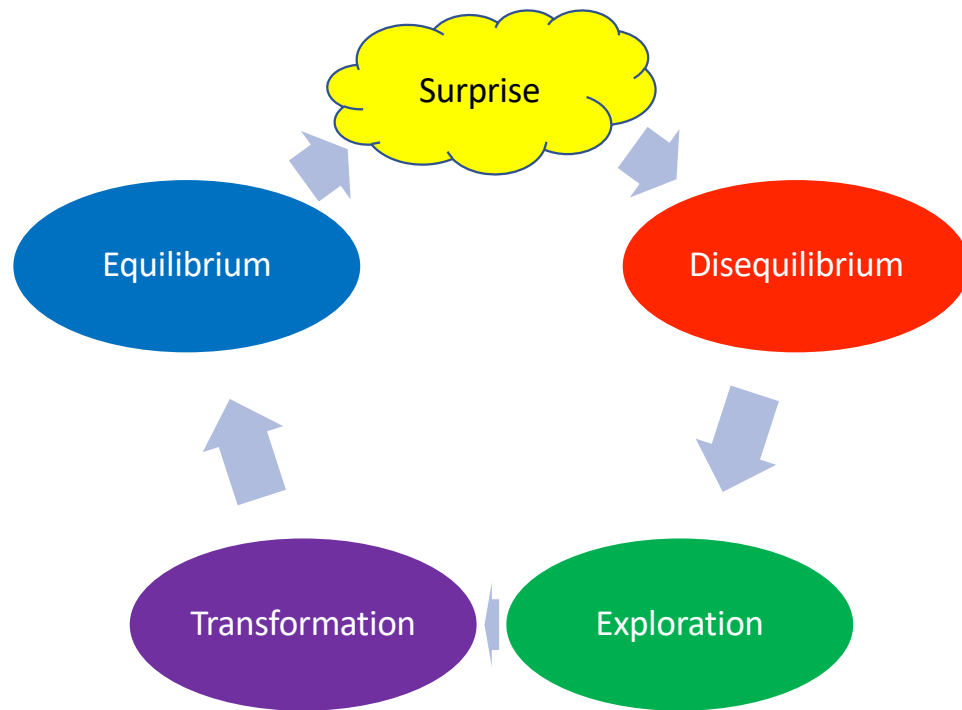 Surprise
Equilibrium
Disequilibrium
Transformation
Exploration